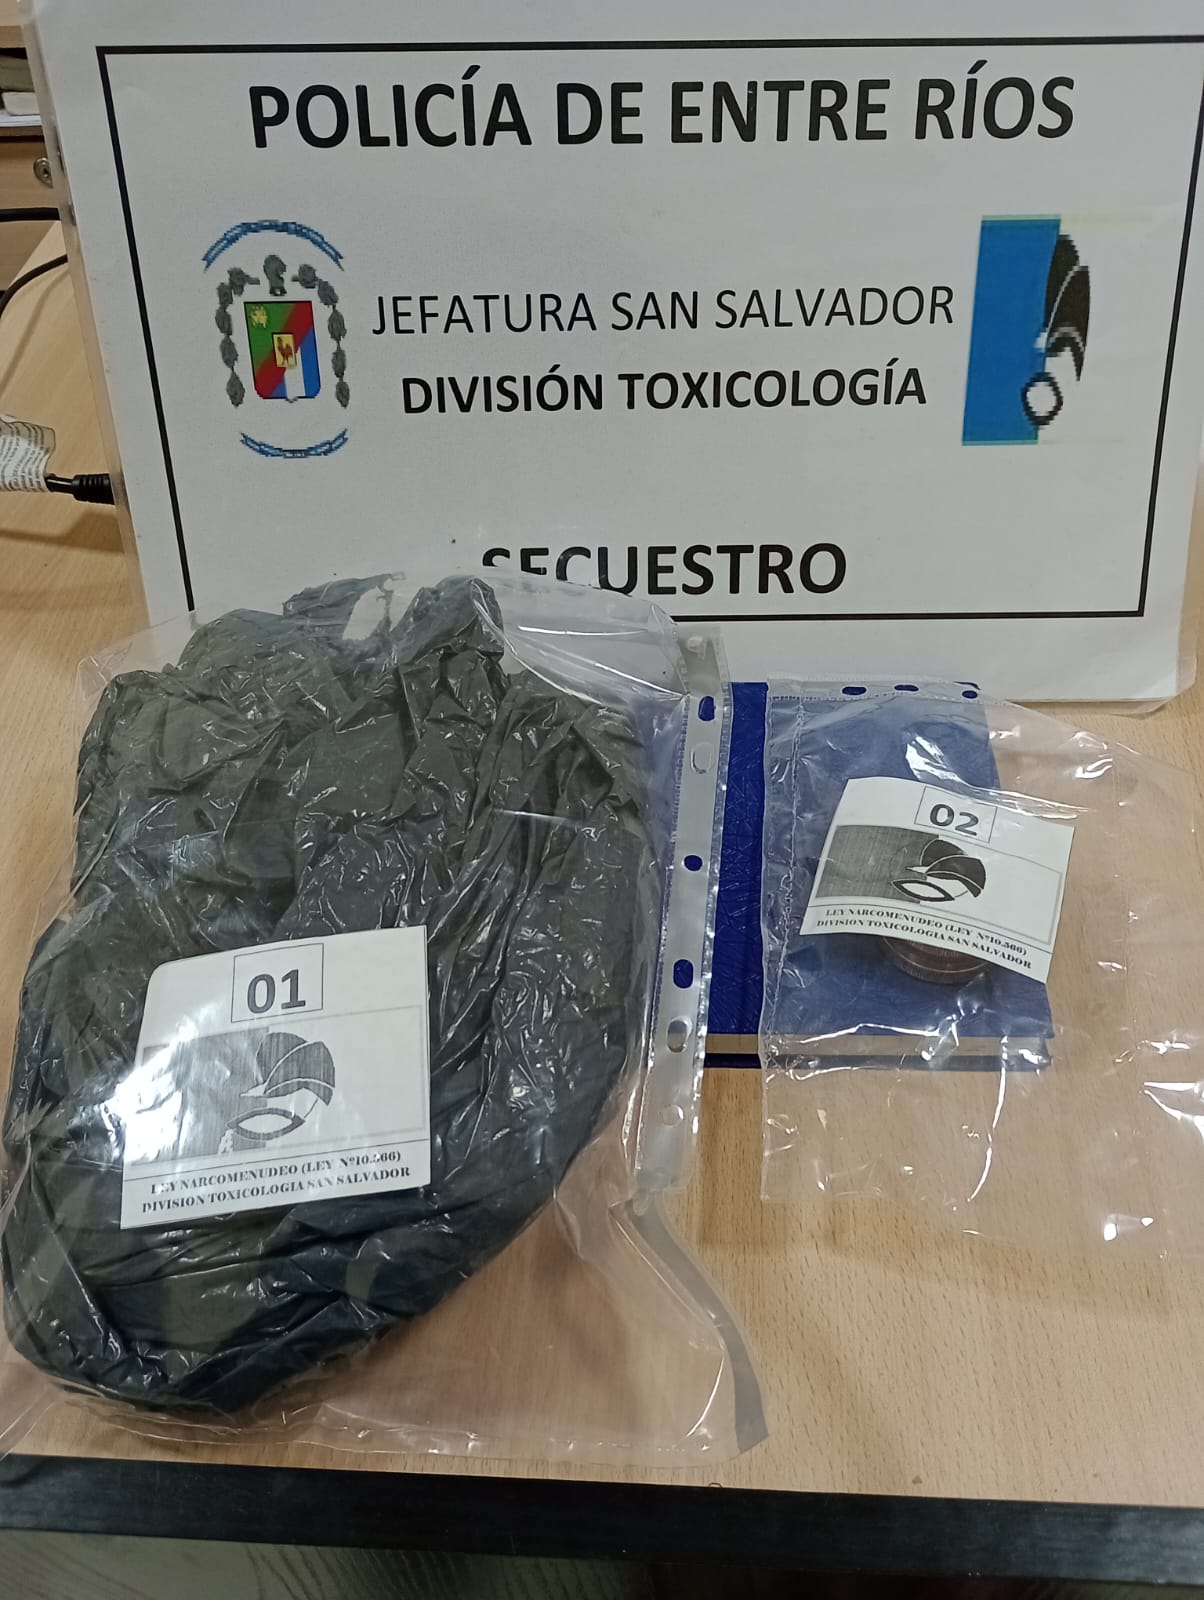 POLICÍA DE ENTRE RÍOS
JEFATURA SAN SALVADOR
DIVISIÓN TOXICOLOGÍA
SECUESTRO
01
LEY NARCOMENUDEO (LEY Nº10.566)
DIVISION TOXICOLOGIA SAN SALVADOR
02
LEY NARCOMENUDEO (LEY Nº10.566)
DIVISION TOXICOLOGIA SAN SALVADOR